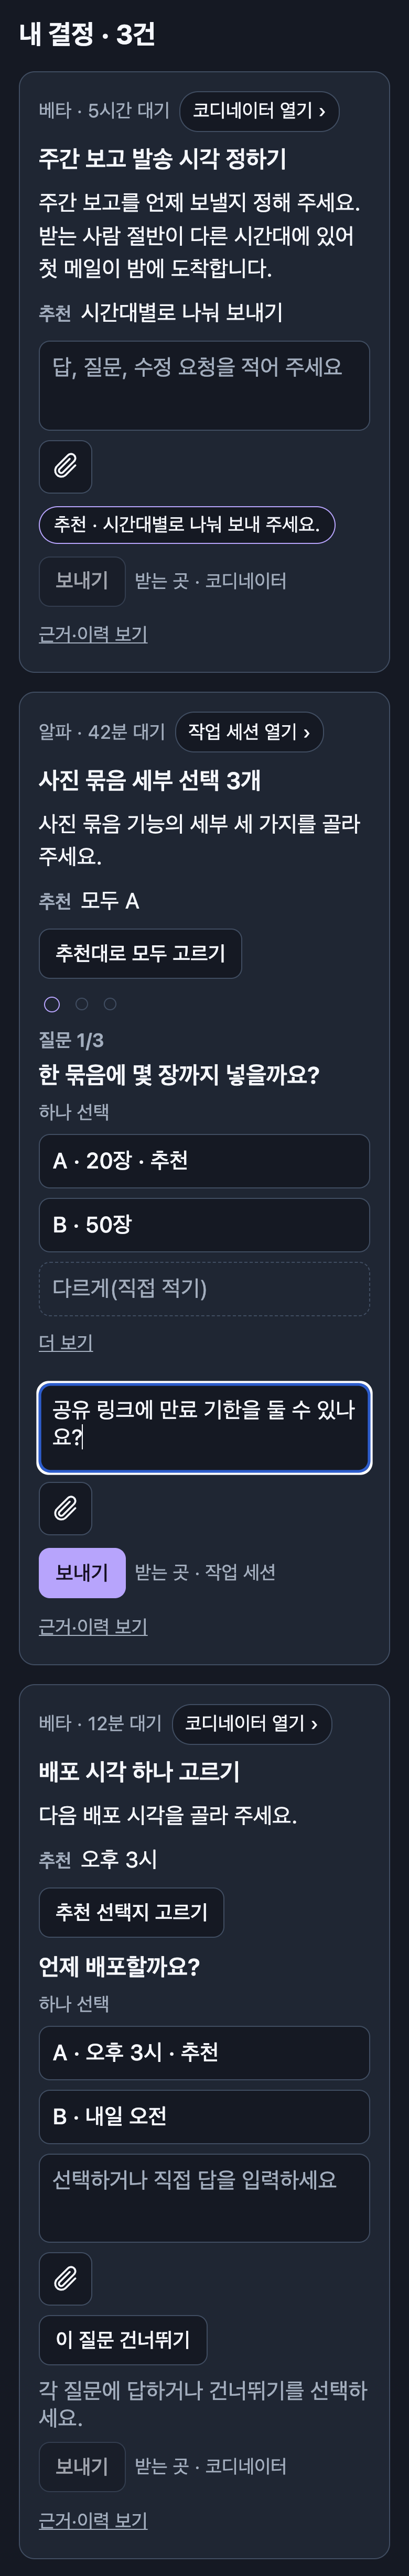 내 결정 · 3건
베타 · 5시간 대기 코디네이터 열기 ›
주간 보고 발송 시각 정하기
주간 보고를 언제 보낼지 정해 주세요.
받는 사람 절반이 다른 시간대에 있어
첫 메일이 밤에 도착합니다.
추천 시간대별로 나눠 보내기
답, 질문, 수정 요청을 적어 주세요
추천 · 시간대별로 나눠 보내 주세요.
보내기 받는 곳 · 코디네이터
근거·이력 보기
알파 · 42분 대기 작업 세션 열기 ›
사진 묶음 세부 선택 3개
사진 묶음 기능의 세부 세 가지를 골라
주세요.
추천 모두 A
추천대로 모두 고르기
질문 1/3
한 묶음에 몇 장까지 넣을까요?
하나 선택
A · 20장 · 추천
B · 50장
다르게(직접 적기)
더 보기
공유 링크에 만료 기한을 둘 수 있나
요?
보내기 받는 곳 · 작업 세션
근거·이력 보기
베타 · 12분 대기 코디네이터 열기 ›
배포 시각 하나 고르기
다음 배포 시각을 골라 주세요.
추천 오후 3시
추천 선택지 고르기
언제 배포할까요?
하나 선택
A · 오후 3시 · 추천
B · 내일 오전
선택하거나 직접 답을 입력하세요
이 질문 건너뛰기
각 질문에 답하거나 건너뛰기를 선택하
세요.
보내기 받는 곳 · 코디네이터
근거·이력 보기